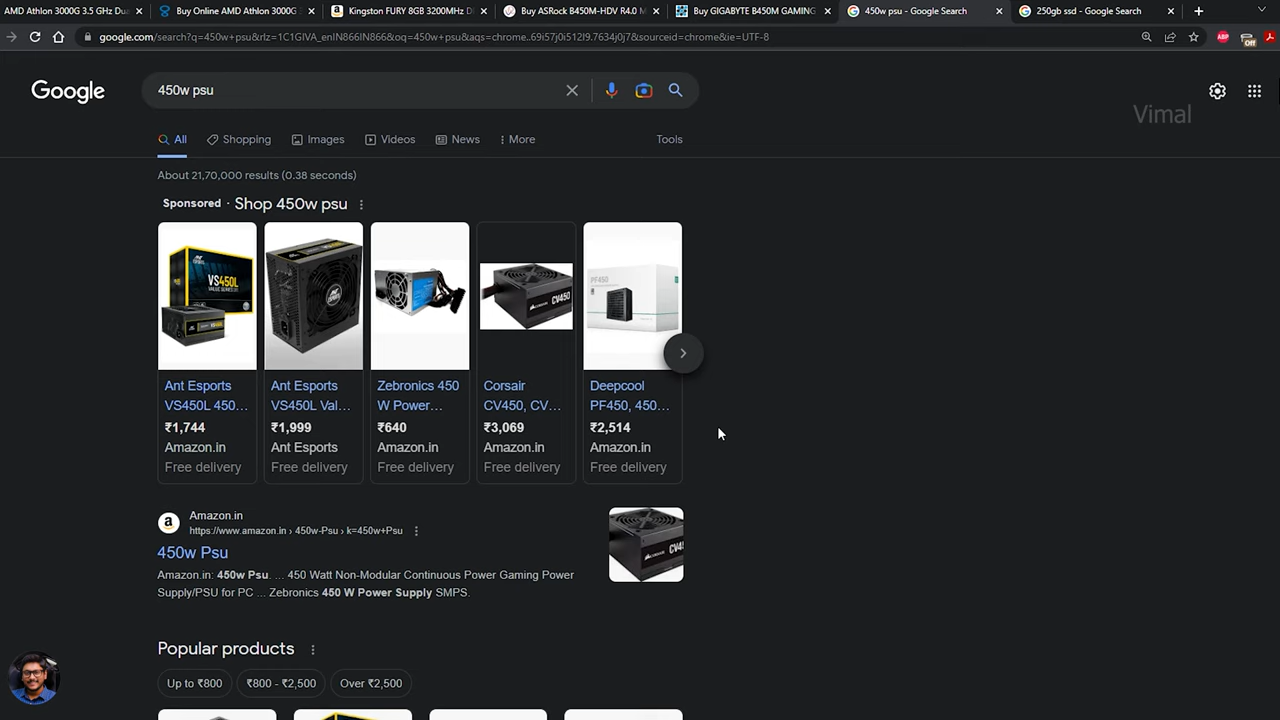 AMD Athlon 3000G 3.5 GHz Dua
Buy Online AMD Athlon 3000G 3
Kingston FURY 8GB 3200MHz D
Buy ASRock B450M-HDV R4.0 M
Buy GIGABYTE B450M GAMING
450w psu - Google Search
250gb ssd - Google Search
google.com/search?q=450w+psu&rlz=1C1GIVA_enIN866IN866&oq=450w+psu&aqs=chrome..69i57j0i512l9.7634j0j7&sourceid=chrome&ie=UTF-8
ABP
Off
Google
450w psu
Vimal
All
Shopping
Images
Videos
News
More
Tools
About 21,70,000 results (0.38 seconds)
Sponsored · Shop 450w psu
VS450L
CV450
PF450
Ant Esports
VS450L 450...
₹1,744
Amazon.in
Free delivery
Ant Esports
VS450L Val...
₹1,999
Ant Esports
Free delivery
Zebronics 450
W Power...
₹640
Amazon.in
Free delivery
Corsair
CV450, CV...
₹3,069
Amazon.in
Free delivery
Deepcool
PF450, 450...
₹2,514
Amazon.in
Free delivery
Amazon.in
https://www.amazon.in › 450w-Psu › k=450w+Psu
450w Psu
Amazon.in: 450w Psu. ... 450 Watt Non-Modular Continuous Power Gaming Power
Supply/PSU for PC ... Zebronics 450 W Power Supply SMPS.
Popular products
Up to ₹800
₹800 - ₹2,500
Over ₹2,500